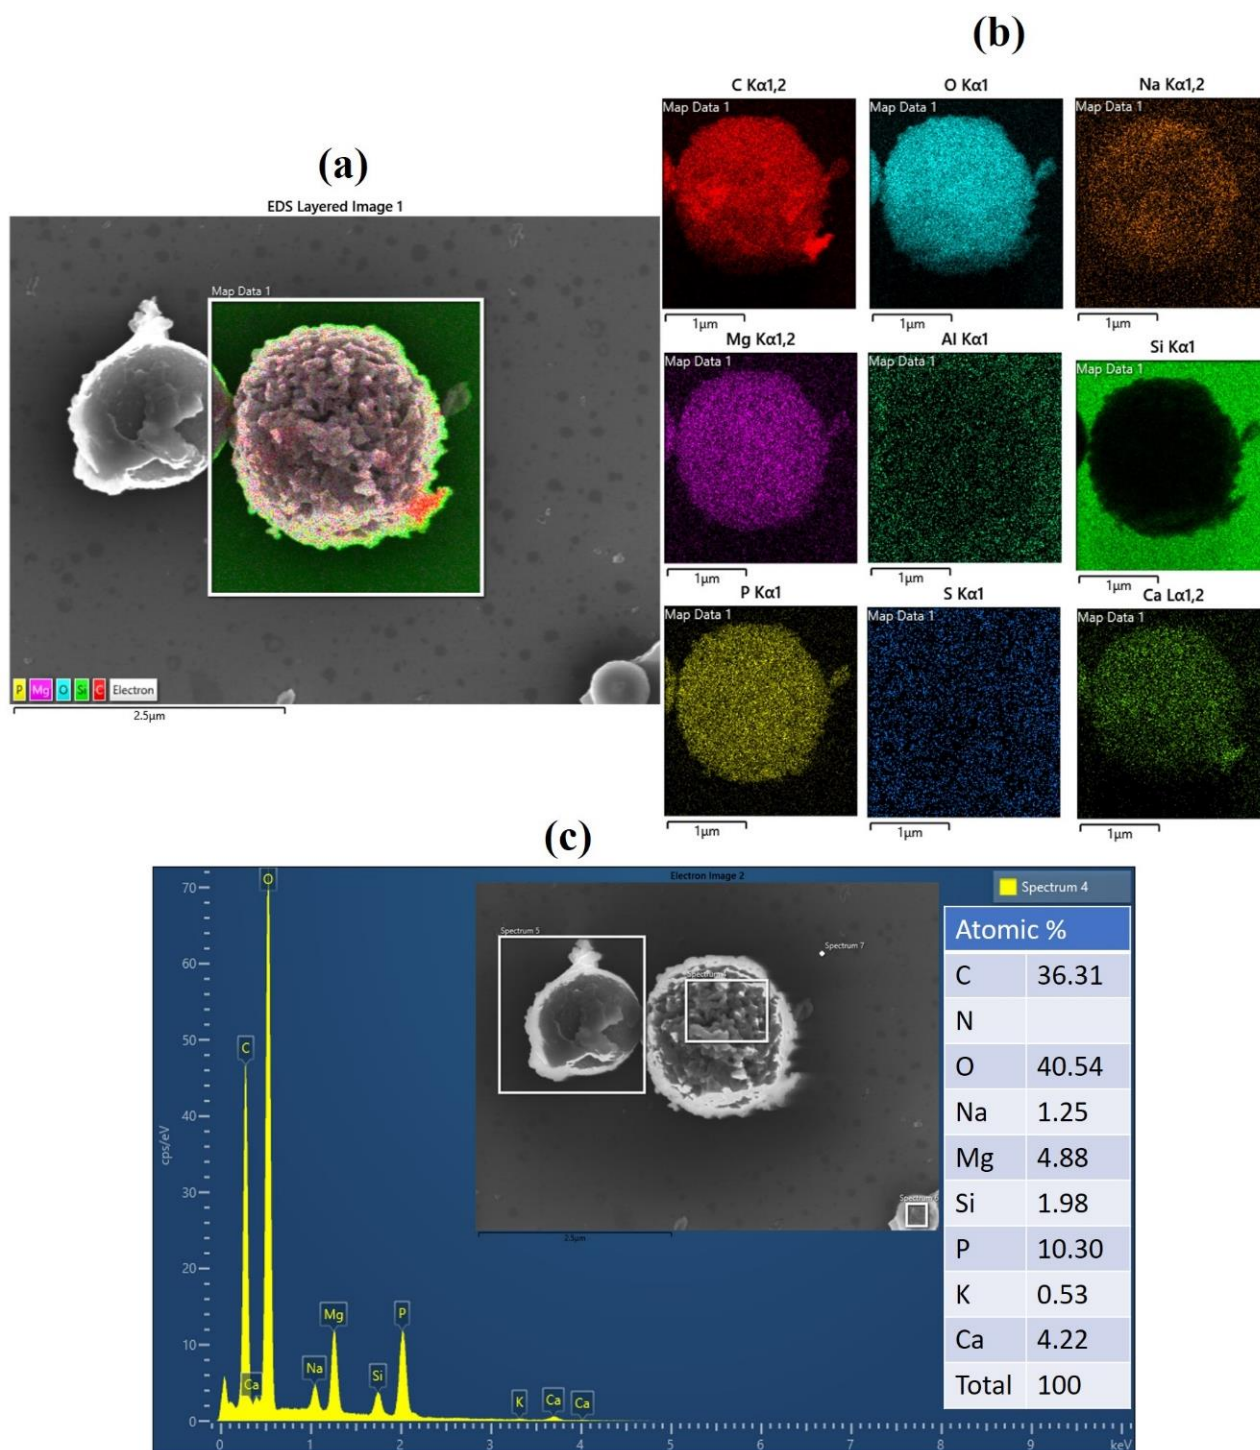 (b)
C Kα1,2
O Kα1
Na Kα1,2
Map Data 1
Map Data 1
Map Data 1
1µm
1µm
1µm
(a)
EDS Layered Image 1
Map Data 1
P Mg O Si C Electron
2.5µm
Mg Kα1,2
Al Kα1
Si Kα1
Map Data 1
Map Data 1
Map Data 1
1µm
1µm
1µm
P Kα1
S Kα1
Ca Lα1,2
Map Data 1
Map Data 1
Map Data 1
1µm
1µm
1µm
(c)
Electron Image 2
Spectrum 4
Spectrum 5
Spectrum 7
2.5µm
cps/eV
70
60
50
40
30
20
10
0
O
C
Ca
Na
Mg
Si
P
K
Ca
Ca
0 1 2 3 4 5 6 7 8 9 keV
Atomic %
C 36.31
N
O 40.54
Na 1.25
Mg 4.88
Si 1.98
P 10.30
K 0.53
Ca 4.22
Total 100